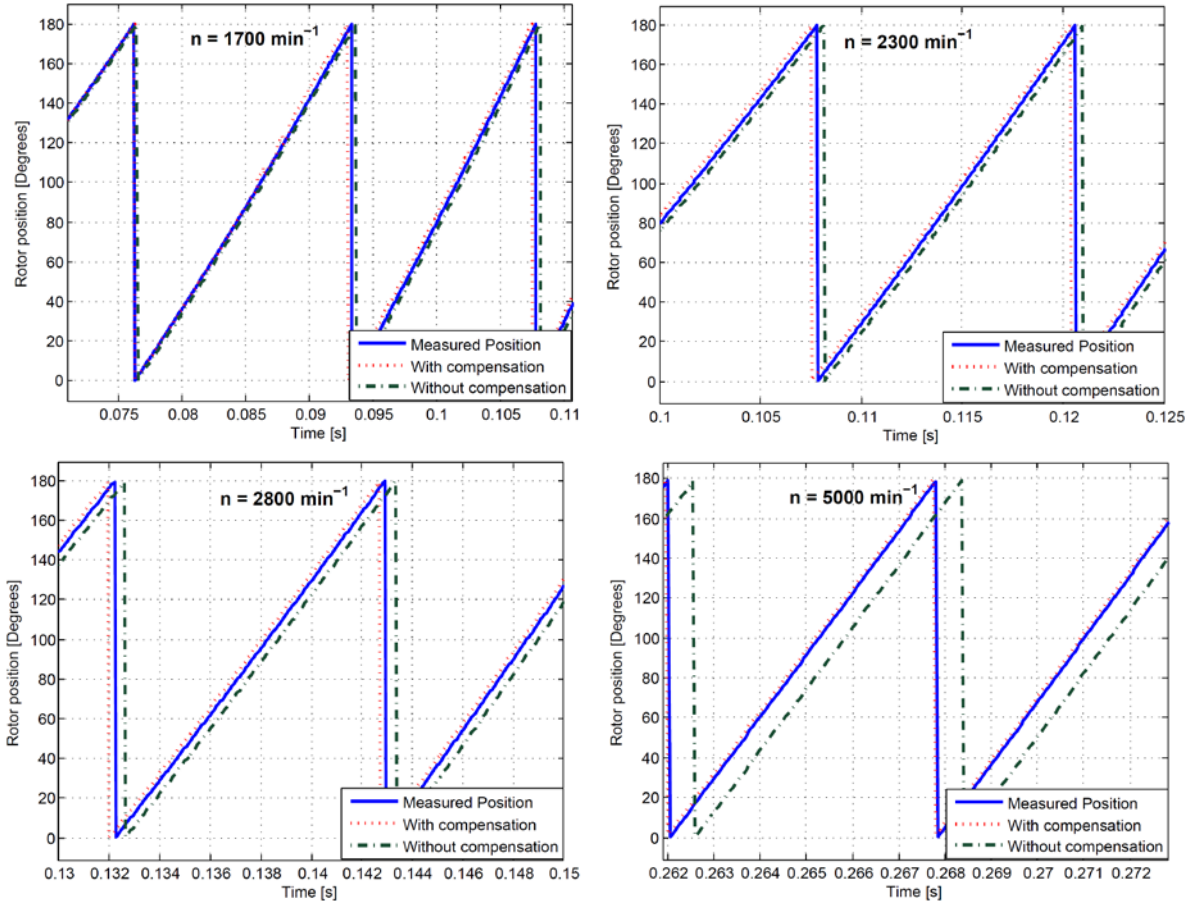 n = 1700 min⁻¹
Rotor position [Degrees]
180
160
140
120
100
80
60
40
20
0
Measured Position
With compensation
Without compensation
0.075 0.08 0.085 0.09 0.095 0.1 0.105 0.11
Time [s]
n = 2300 min⁻¹
Rotor position [Degrees]
180
160
140
120
100
80
60
40
20
0
Measured Position
With compensation
Without compensation
0.1 0.105 0.11 0.115 0.12 0.125
Time [s]
n = 2800 min⁻¹
Rotor position [Degrees]
180
160
140
120
100
80
60
40
20
0
Measured Position
With compensation
Without compensation
0.13 0.132 0.134 0.136 0.138 0.14 0.142 0.144 0.146 0.148 0.15
Time [s]
n = 5000 min⁻¹
Rotor position [Degrees]
180
160
140
120
100
80
60
40
20
0
Measured Position
With compensation
Without compensation
0.262 0.263 0.264 0.265 0.266 0.267 0.268 0.269 0.27 0.271 0.272
Time [s]